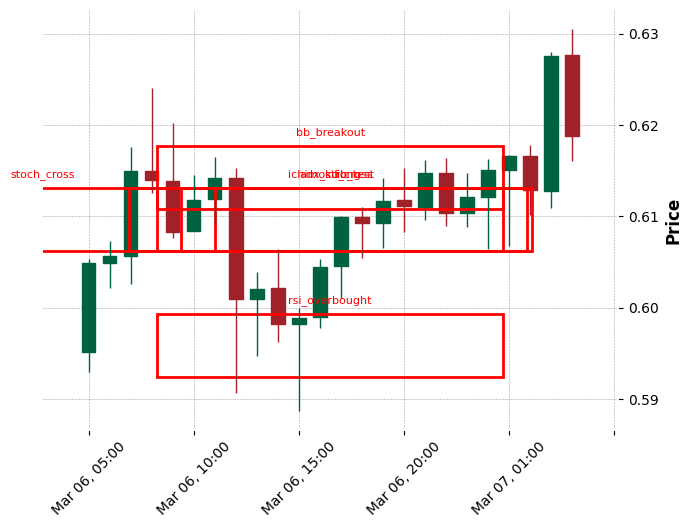 0.63
bb_breakout
0.62
stoch_cross
0.61
Price
rsi_overbought
0.60
0.59
Mar 06, 05:00
Mar 06, 10:00
Mar 06, 15:00
Mar 06, 20:00
Mar 07, 01:00